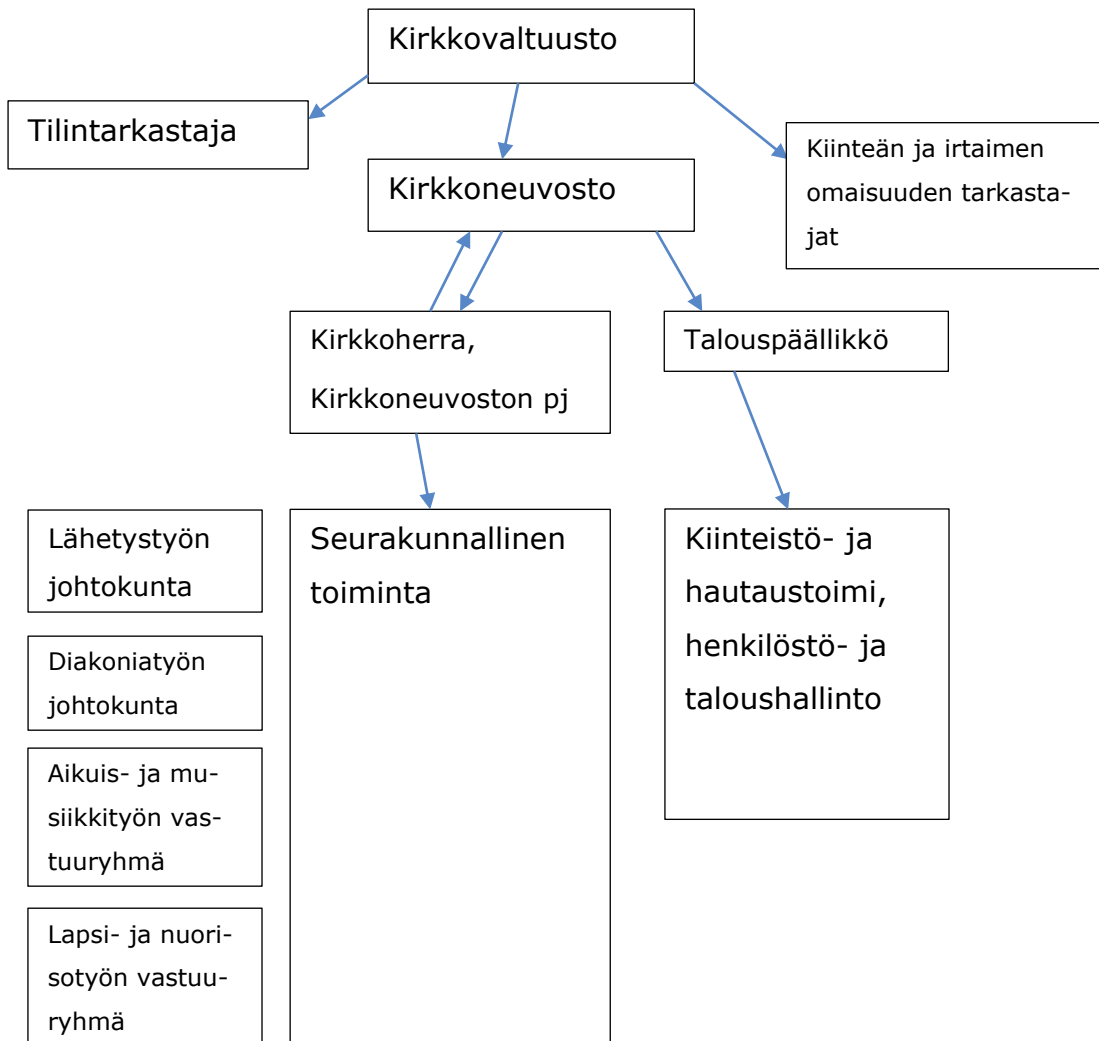 Kirkkovaltuusto
Tilintarkastaja
Kiinteän ja irtaimen
omaisuuden tarkasta-
jat
Kirkkoneuvosto
Kirkkoherra,
Kirkkoneuvoston pj
Talouspäällikkö
Lähetystyön
johtokunta
Diakoniatyön
johtokunta
Aikuis- ja mu-
siikkityön vas-
tuuryhmä
Lapsi- ja nuori-
sotyön vastuu-
ryhmä
Seurakunnallinen
toiminta
Kiinteistö- ja
hautaustoimi,
henkilöstö- ja
taloushallinto